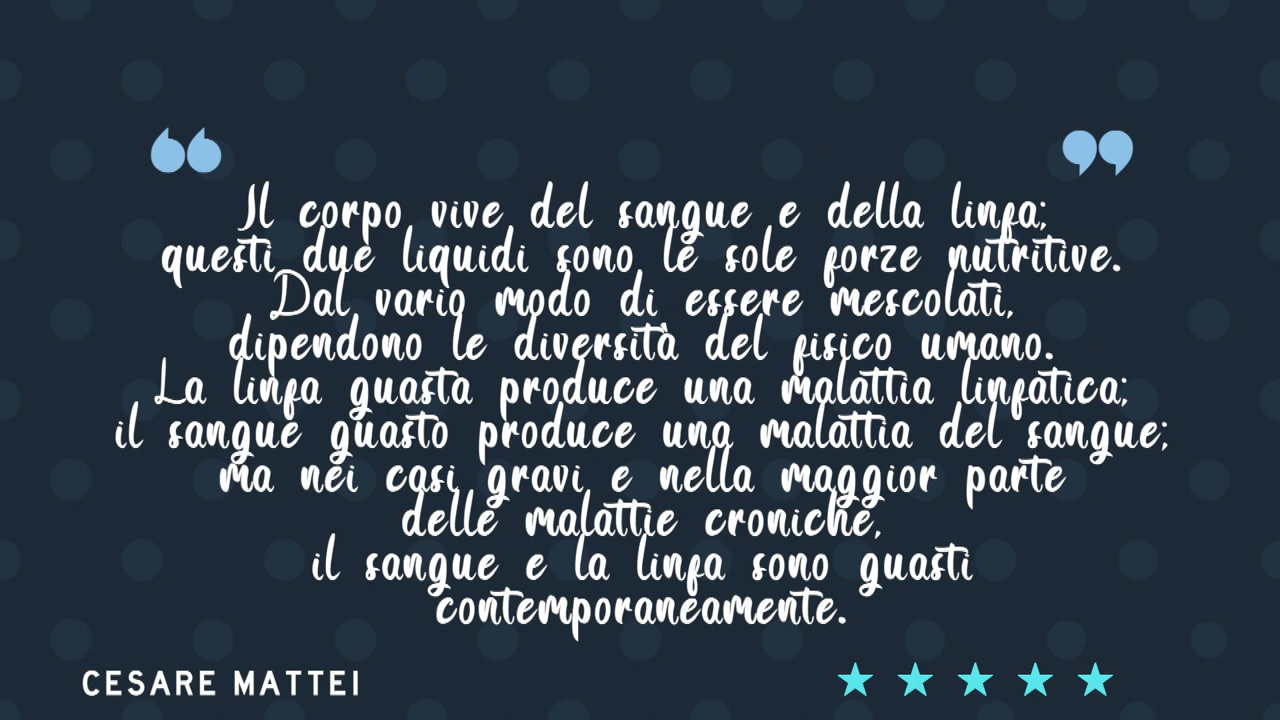 Il corpo vive del sangue e della linfa;
questi due liquidi sono le sole forze nutritive.
Dal vario modo di essere mescolati,
dipendono le diversità del fisico umano.
La linfa guasta produce una malattia linfatica;
il sangue guasto produce una malattia del sangue;
ma nei casi gravi e nella maggior parte
delle malattie croniche,
il sangue e la linfa sono guasti
contemporaneamente.
CESARE MATTEI